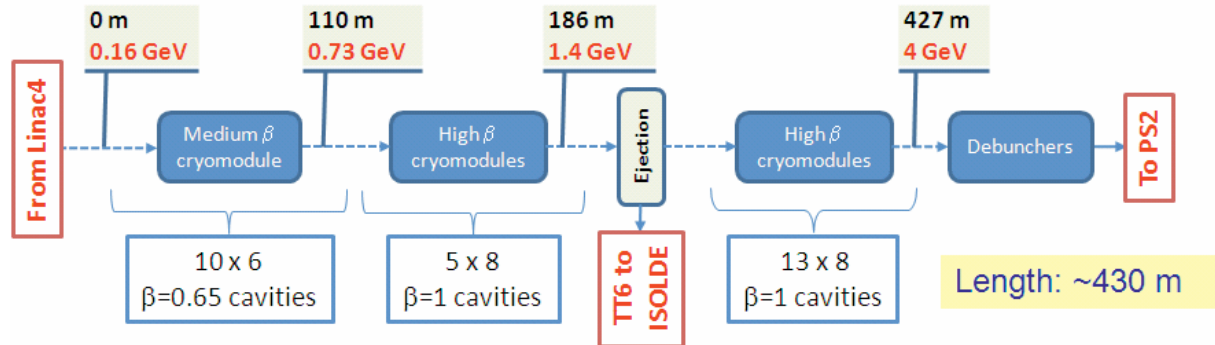 0 m
0.16 GeV
110 m
0.73 GeV
186 m
1.4 GeV
427 m
4 GeV
From Linac4
Medium β
cryomodule
High β
cryomodules
Ejection
High β
cryomodules
Debunchers
To PS2
10 x 6
β=0.65 cavities
5 x 8
β=1 cavities
TT6 to
ISOLDE
13 x 8
β=1 cavities
Length: ~430 m